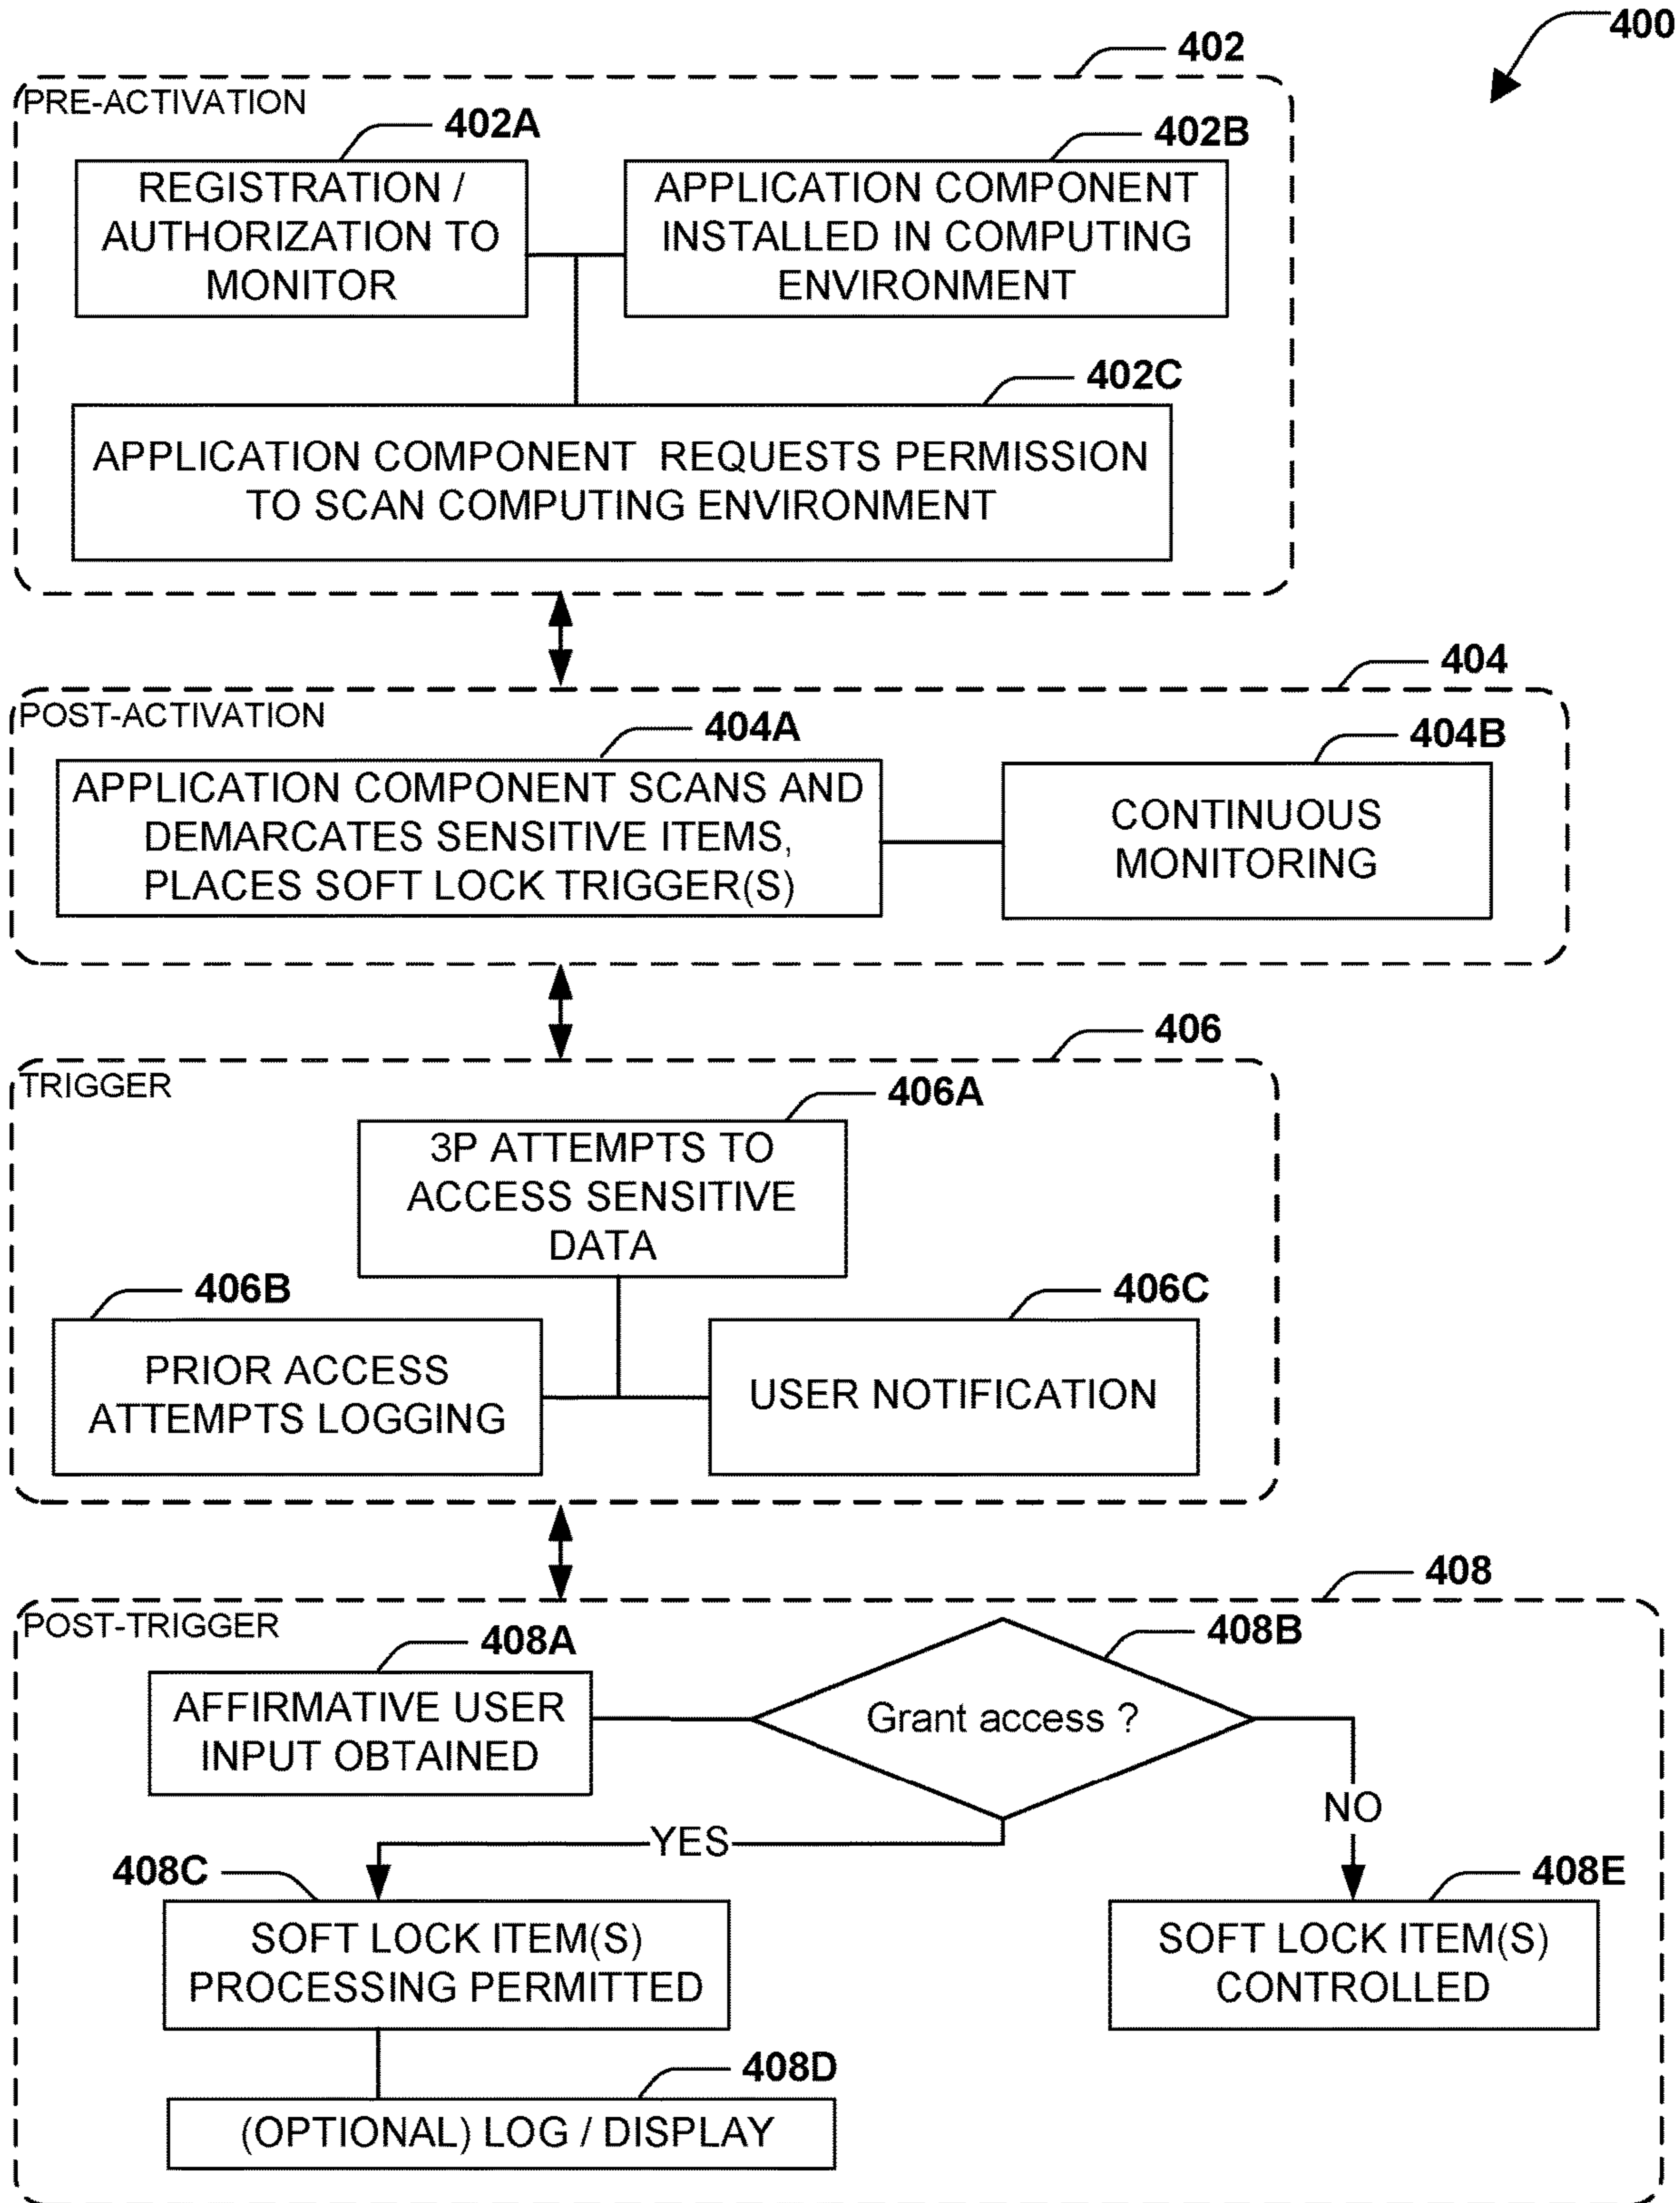 400
402
PRE-ACTIVATION
402A
402B
REGISTRATION /
AUTHORIZATION TO
MONITOR
APPLICATION COMPONENT
INSTALLED IN COMPUTING
ENVIRONMENT
402C
APPLICATION COMPONENT REQUESTS PERMISSION
TO SCAN COMPUTING ENVIRONMENT
404
POST-ACTIVATION
404A
404B
APPLICATION COMPONENT SCANS AND
DEMARCATES SENSITIVE ITEMS,
PLACES SOFT LOCK TRIGGER(S)
CONTINUOUS
MONITORING
406
TRIGGER
406A
3P ATTEMPTS TO
ACCESS SENSITIVE
DATA
406B
406C
PRIOR ACCESS
ATTEMPTS LOGGING
USER NOTIFICATION
408
POST-TRIGGER
408A
408B
AFFIRMATIVE USER
INPUT OBTAINED
Grant access ?
NO
YES
408C
408E
SOFT LOCK ITEM(S)
PROCESSING PERMITTED
SOFT LOCK ITEM(S)
CONTROLLED
408D
(OPTIONAL) LOG / DISPLAY